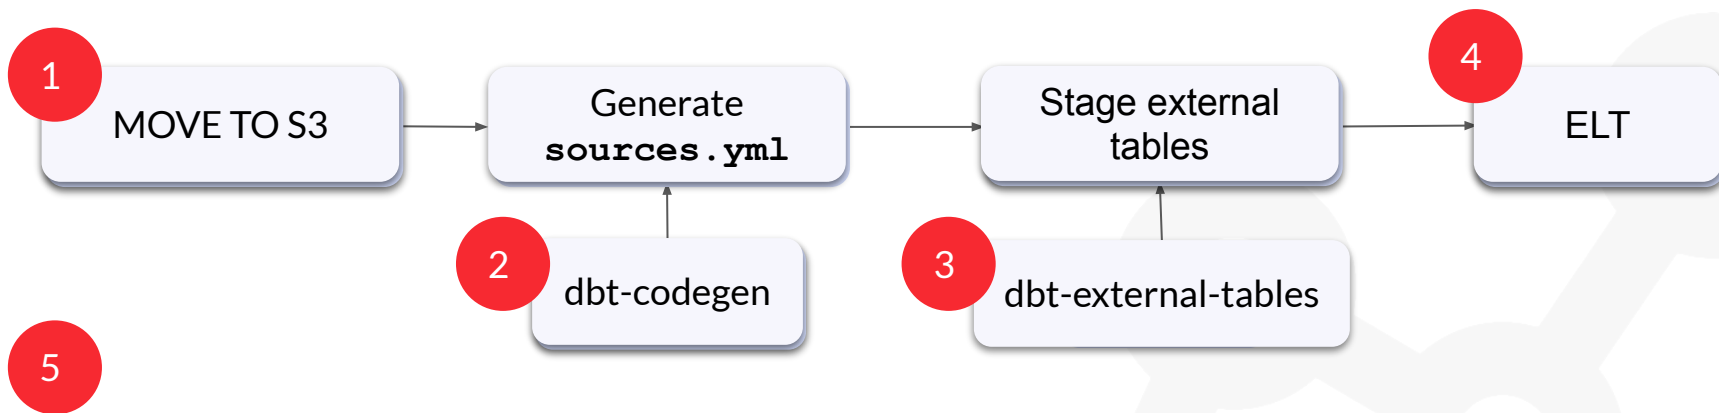 1
MOVE TO S3
Generate
sources.yml
Stage external
tables
4
ELT
2
dbt-codegen
3
dbt-external-tables
5